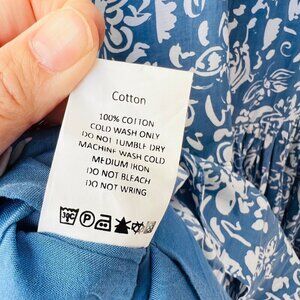 Cotton
100% COTTON
COLD WASH ONLY
DO NOT TUMBLE DRY
MACHINE WASH COLD
MEDIUM IRON
DO NOT BLEACH
DO NOT WRING
30C P